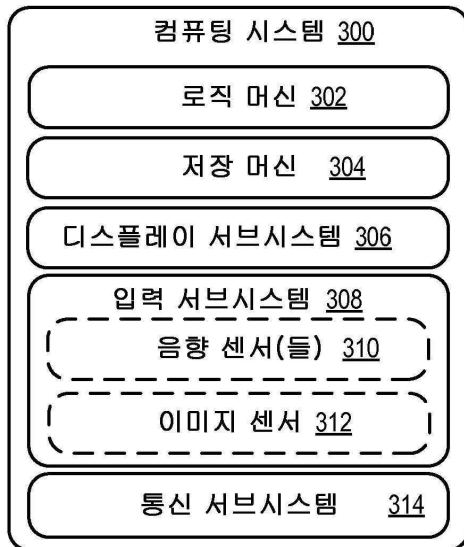 컴퓨팅 시스템 300
로직 머신 302
저장 머신 304
디스플레이 서브시스템 306
입력 서브시스템 308
음향 센서(들) 310
이미지 센서 312
통신 서브시스템 314